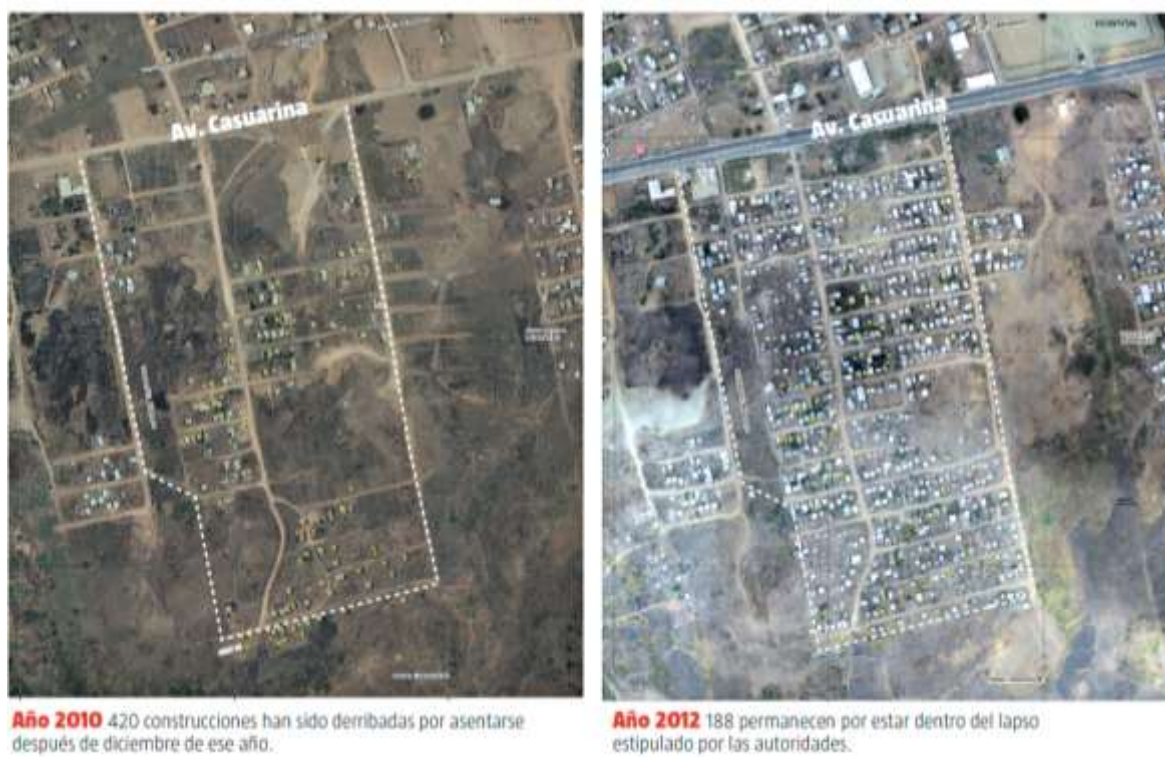 Av. Casuarina
Av. Casuarina
Año 2010 420 construcciones han sido derribadas por asentarse
después de diciembre de ese año.
Año 2012 188 permanecen por estar dentro del lapso
estipulado por las autoridades.